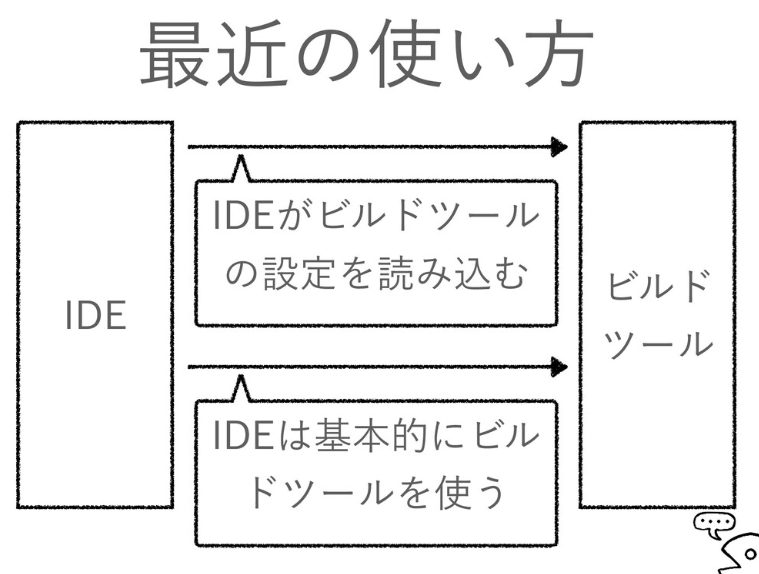 最近の使い方
IDEがビルドツール
の設定を読み込む
IDE
ビルド
ツール
IDEは基本的にビル
ドツールを使う